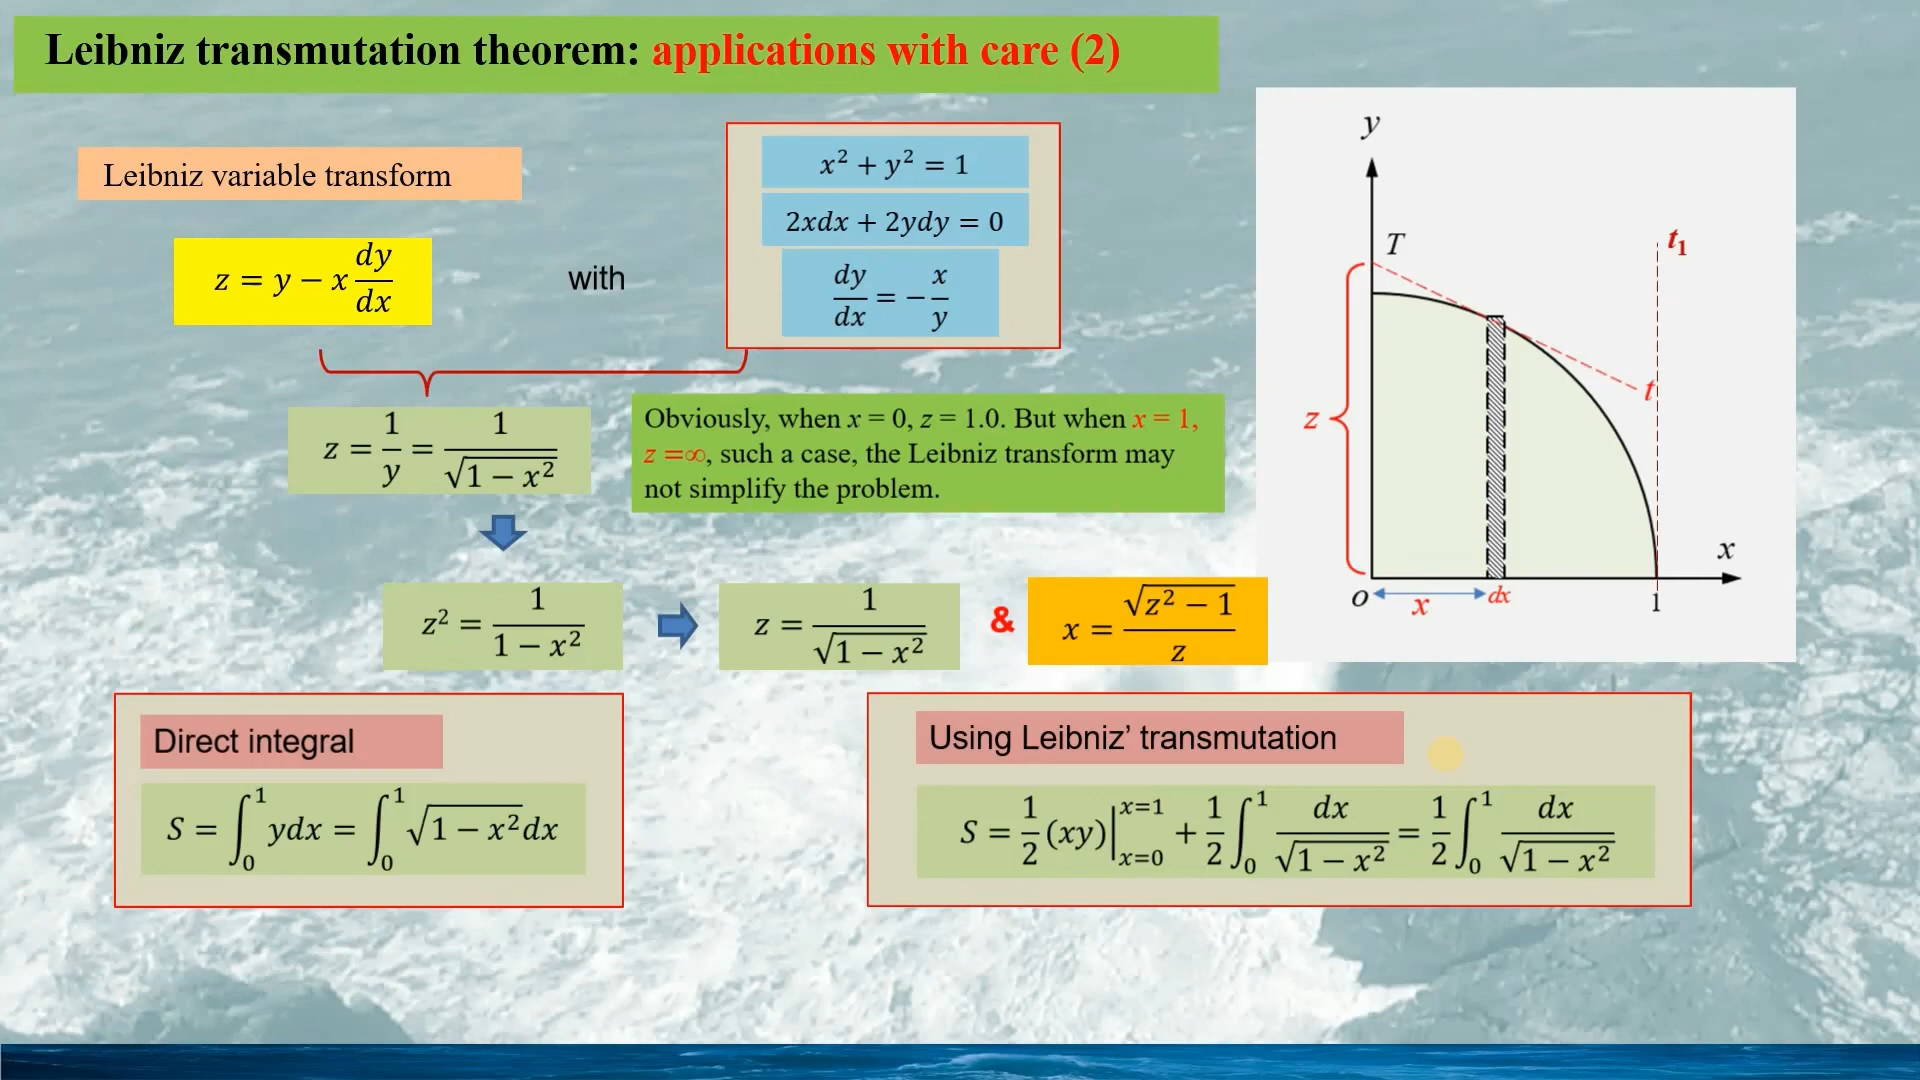 Leibniz transmutation theorem: applications with care (2)
Leibniz variable transform
z = y − x dy/dx
with
x² + y² = 1
2xdx + 2ydy = 0
dy/dx = − x/y
z = 1/y = 1/√(1 − x²)
Obviously, when x = 0, z = 1.0. But when x = 1,
z =∞, such a case, the Leibniz transform may
not simplify the problem.
z² = 1/(1 − x²)
z = 1/√(1 − x²)
&
x = √(z² − 1)/z
y
T
t₁
t
z
x
O
x
dx
1
Direct integral
S = ∫₀¹ ydx = ∫₀¹ √(1 − x²)dx
Using Leibniz’ transmutation
S = 1/2 (xy)|ₓ₌₀ˣ⁼¹ + 1/2 ∫₀¹ dx/√(1 − x²) = 1/2 ∫₀¹ dx/√(1 − x²)